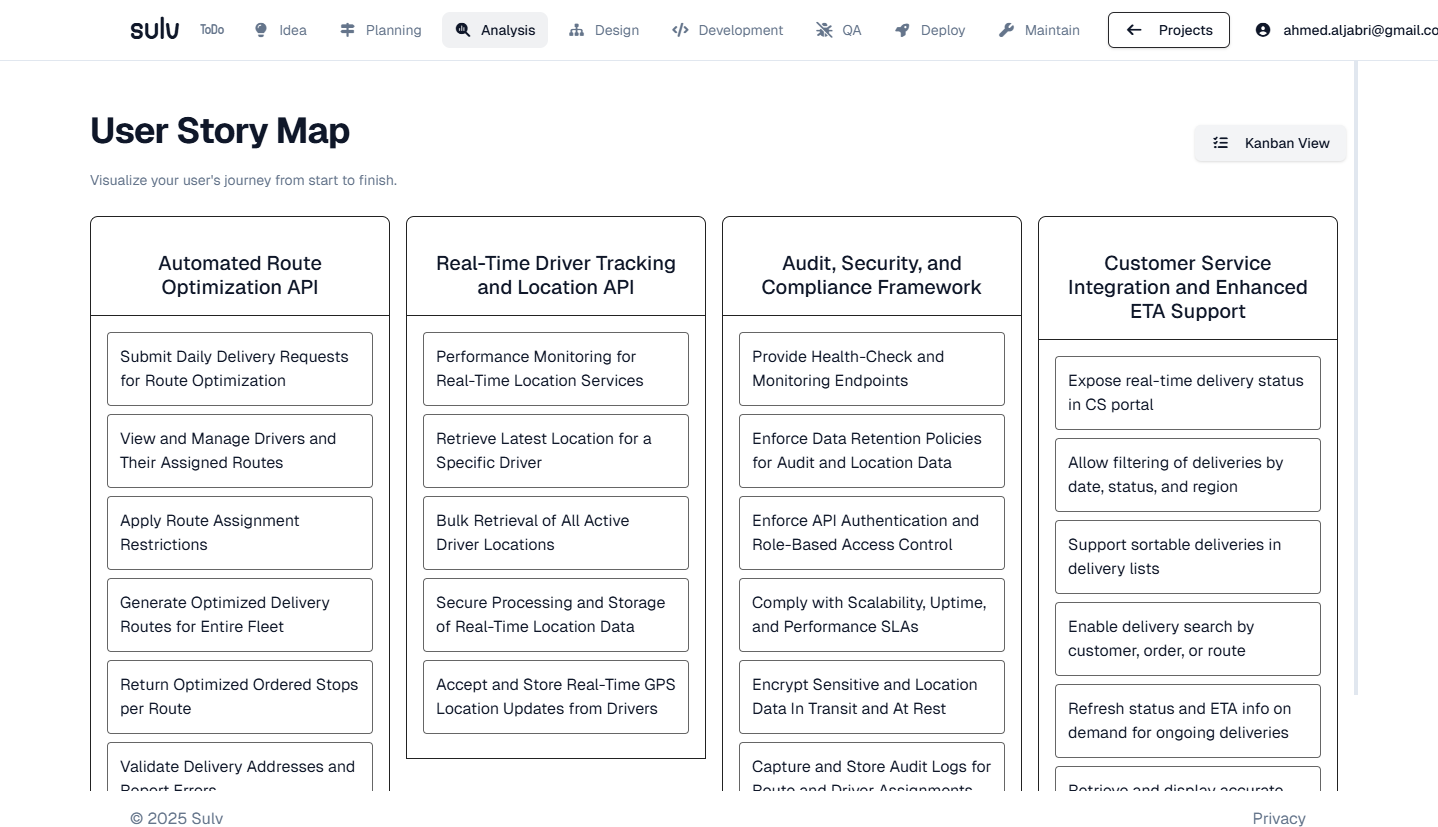 sulv
ToDo
Idea
Planning
Analysis
Design
Development
QA
Deploy
Maintain
Projects
ahmed.aljabri@gmail.co
User Story Map
Kanban View
Visualize your user's journey from start to finish.
Automated Route
Optimization API
Submit Daily Delivery Requests
for Route Optimization
View and Manage Drivers and
Their Assigned Routes
Apply Route Assignment
Restrictions
Generate Optimized Delivery
Routes for Entire Fleet
Return Optimized Ordered Stops
per Route
Validate Delivery Addresses and
Report Errors
Real-Time Driver Tracking
and Location API
Performance Monitoring for
Real-Time Location Services
Retrieve Latest Location for a
Specific Driver
Bulk Retrieval of All Active
Driver Locations
Secure Processing and Storage
of Real-Time Location Data
Accept and Store Real-Time GPS
Location Updates from Drivers
Audit, Security, and
Compliance Framework
Provide Health-Check and
Monitoring Endpoints
Enforce Data Retention Policies
for Audit and Location Data
Enforce API Authentication and
Role-Based Access Control
Comply with Scalability, Uptime,
and Performance SLAs
Encrypt Sensitive and Location
Data In Transit and At Rest
Capture and Store Audit Logs for
Route and Driver Assignments
Customer Service
Integration and Enhanced
ETA Support
Expose real-time delivery status
in CS portal
Allow filtering of deliveries by
date, status, and region
Support sortable deliveries in
delivery lists
Enable delivery search by
customer, order, or route
Refresh status and ETA info on
demand for ongoing deliveries
Retrieve and display accurate
© 2025 Sulv
Privacy